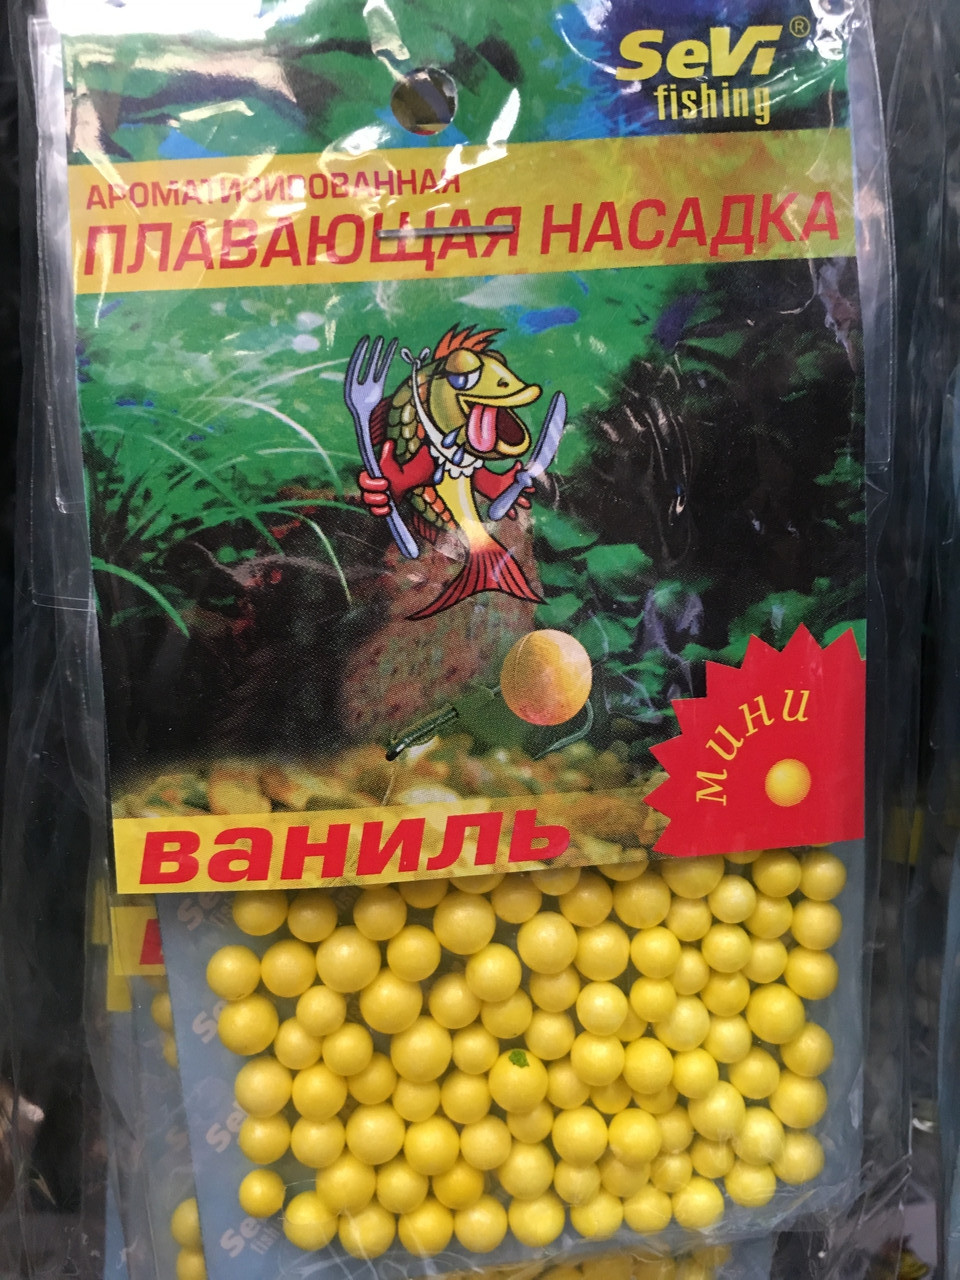 SeVi ®
fishing
АРОМАТИЗИРОВАННАЯ
ПЛАВАЮЩАЯ НАСАДКА
мини
ваниль